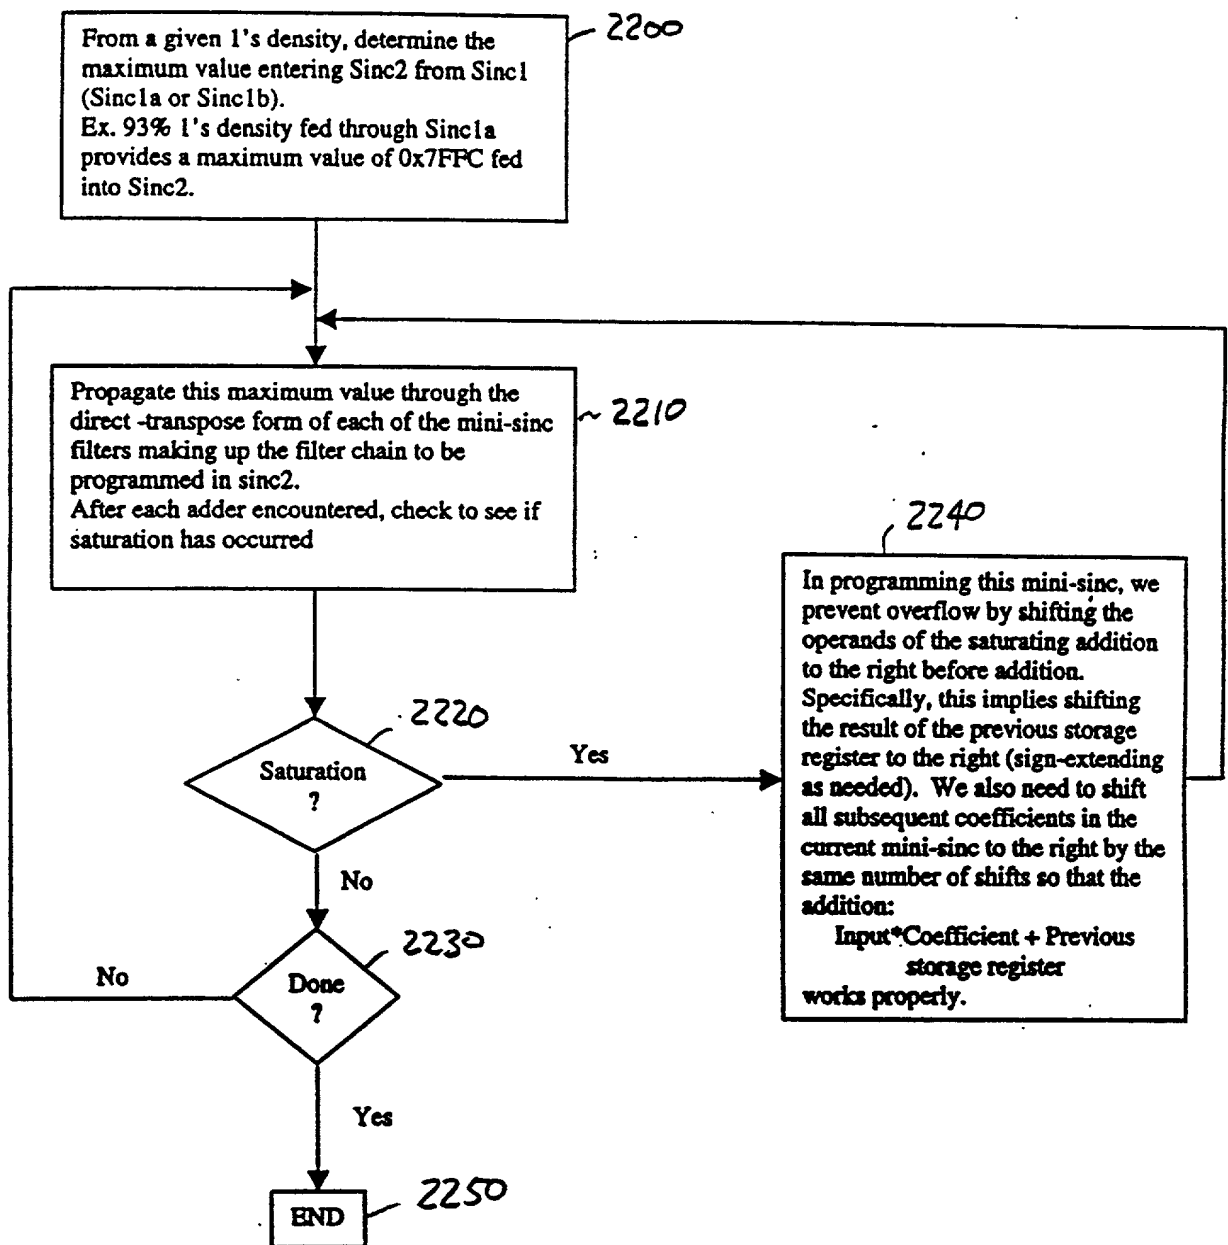 From a given 1's density, determine the
maximum value entering Sinc2 from Sinc1
(Sinc1a or Sinc1b).
Ex. 93% 1's density fed through Sinc1a
provides a maximum value of 0x7FFC fed
into Sinc2.
2200
Propagate this maximum value through the
direct -transpose form of each of the mini-sinc
filters making up the filter chain to be
programmed in sinc2.
After each adder encountered, check to see if
saturation has occurred
2210
2240
In programming this mini-sinc, we
prevent overflow by shifting the
operands of the saturating addition
to the right before addition.
Specifically, this implies shifting
the result of the previous storage
register to the right (sign-extending
as needed). We also need to shift
all subsequent coefficients in the
current mini-sinc to the right by the
same number of shifts so that the
addition:
Input*Coefficient + Previous
storage register
works properly.
2220
Saturation
?
Yes
No
2230
Done
?
No
Yes
2250
END